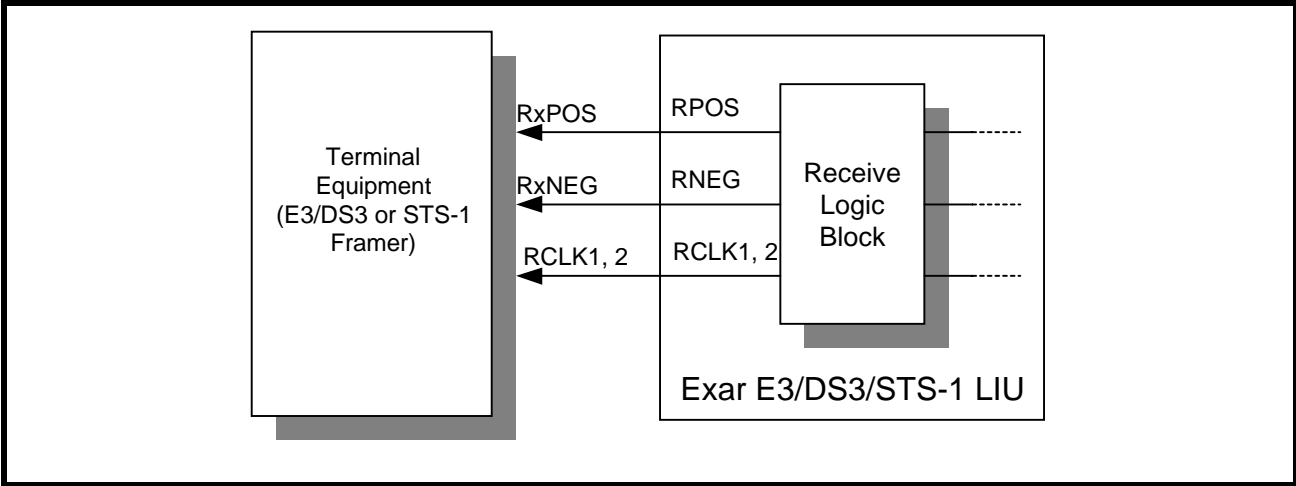 Terminal
Equipment
(E3/DS3 or STS-1
Framer)
RxPOS
RxNEG
RCLK1, 2
RPOS
RNEG
RCLK1, 2
Receive
Logic
Block
Exar E3/DS3/STS-1 LIU